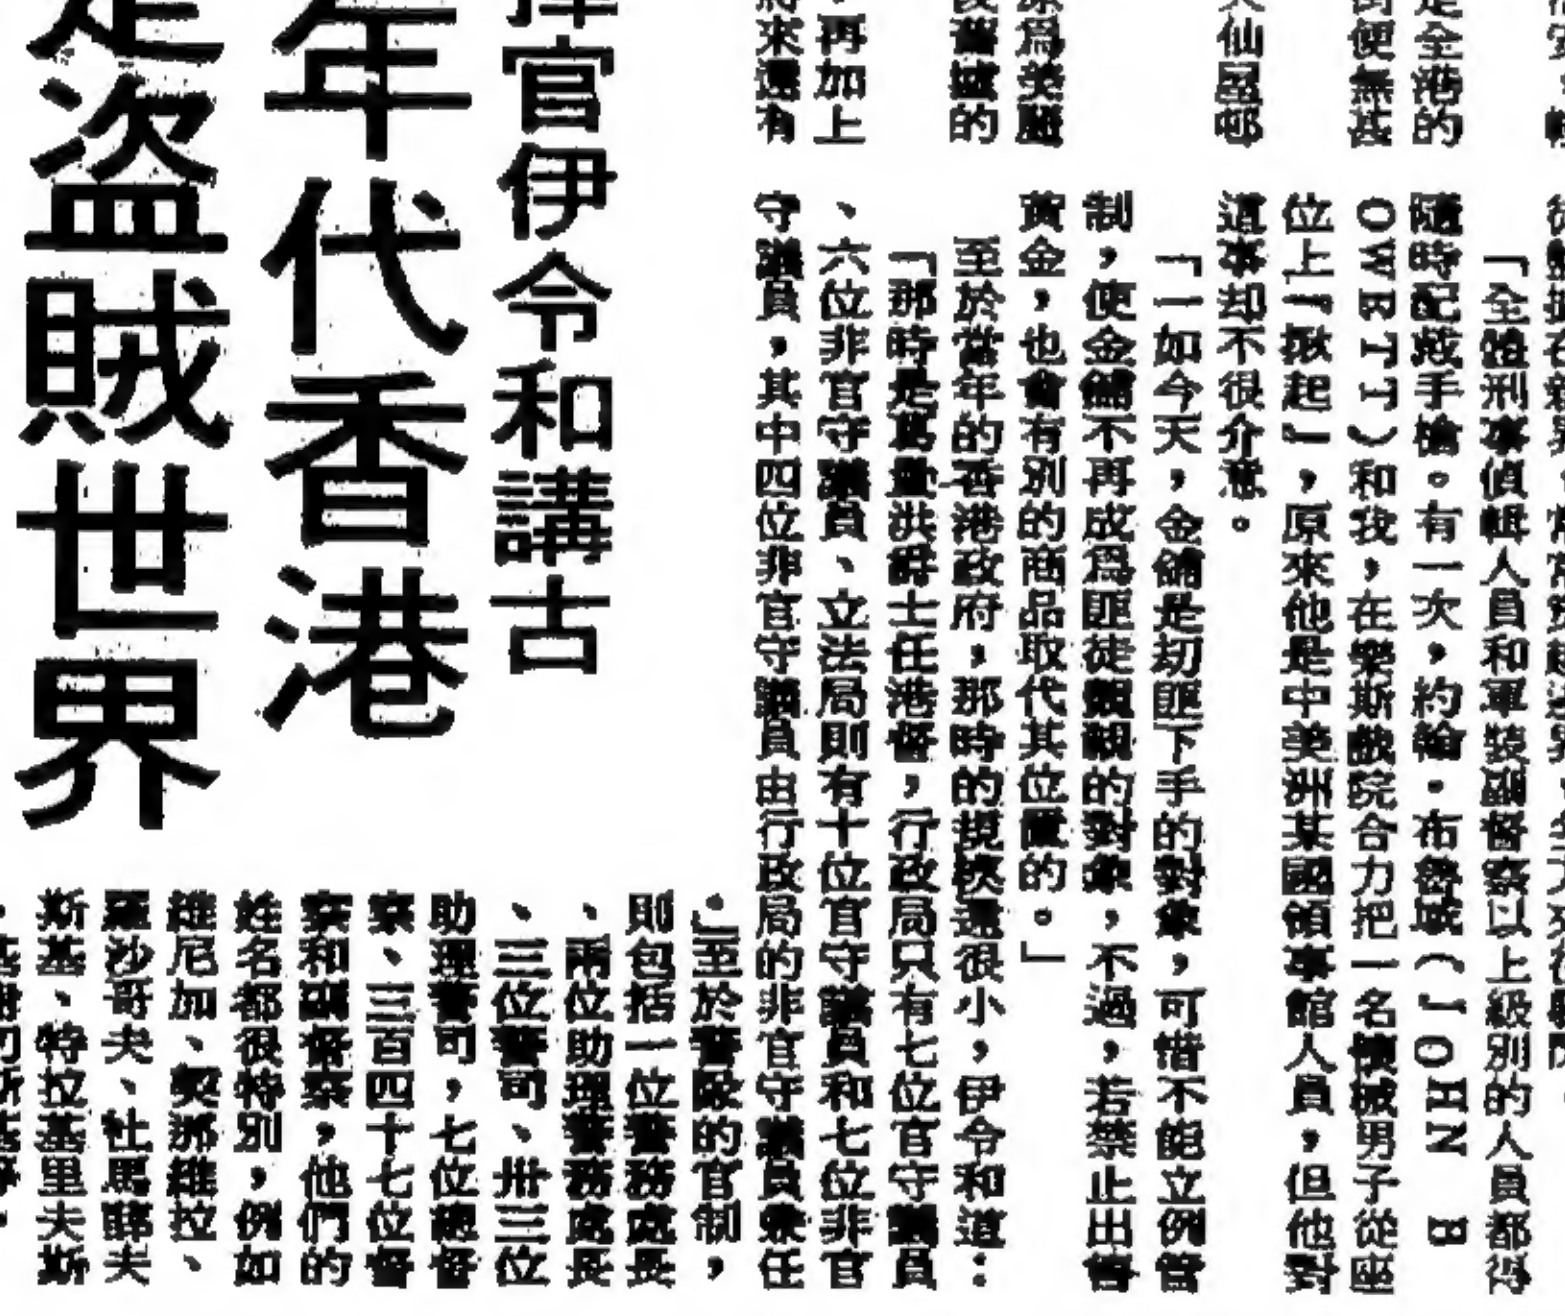 是全港的
便無甚
天仙屋邨
原爲美麗
舊墟的
，再加上
將來還有
「全體刑事偵緝人員和軍裝副督察以上級別的人員都得
隨時配戴手槍。有一次，約翰．布魯域（JOHN B
OWRTT）和我，在樂斯戲院合力把一名懷械男子從座
位上『揪起』，原來他是中美洲某國領事館人員，但他對
這事却不很介意。
「一如今天，金舖是刼匪下手的對象，可惜不能立例管
制，使金舖不再成爲匪徒覬覦的對象，不過，若禁止出售
黃金，也會有別的商品取代其位置的。」
至於當年的香港政府，那時的規模還很小，伊令和道：
「那時是葛量洪爵士任港督，行政局只有七位官守議員
、六位非官守議員、立法局則有十位官守議員和七位非官
守議員，其中四位非官守議員由行政局的非官守議員兼任
。」至於警隊的官制，
則包括一位警務處長
、兩位助理警務處長
、三位警司、卅三位
助理警司，七位總督
察、三百四十七位督
察和副督察，他們的
姓名都很特別，例如
維尼加、契娜維拉、
羅沙哥夫、杜馬睇夫
斯基、特拉基里夫斯
官伊令和講古
年代香港
是盜賊世界